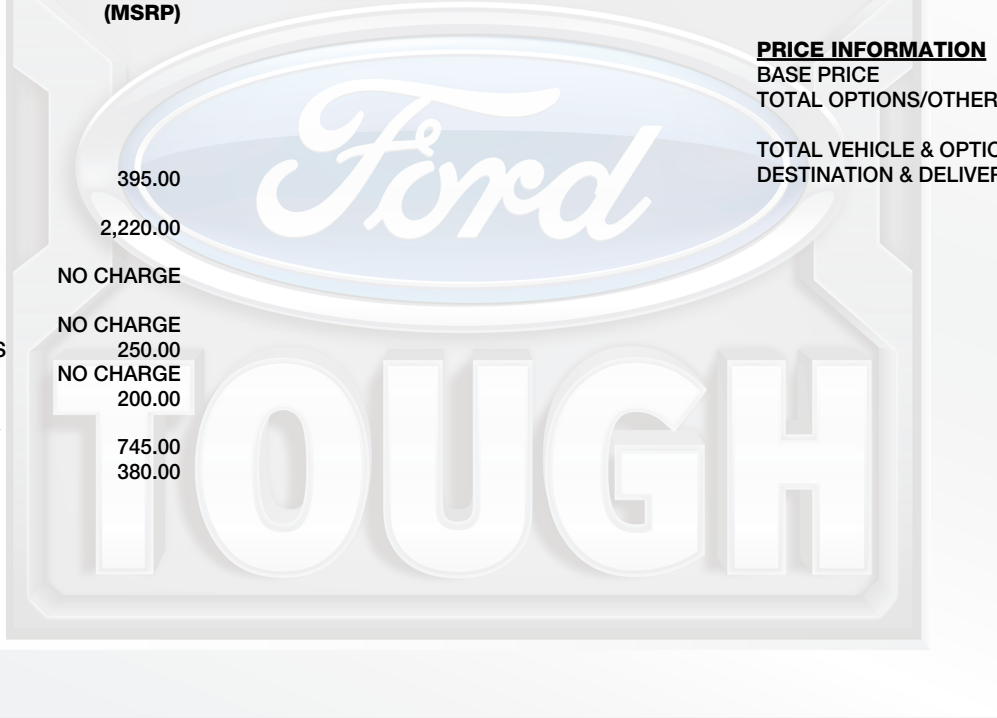 (MSRP)
395.00
2,220.00
NO CHARGE
NO CHARGE
S 250.00
NO CHARGE
200.00
745.00
380.00
PRICE INFORMATION
BASE PRICE
TOTAL OPTIONS/OTHER
TOTAL VEHICLE & OPTIO
DESTINATION & DELIVER
Ford
TOUGH